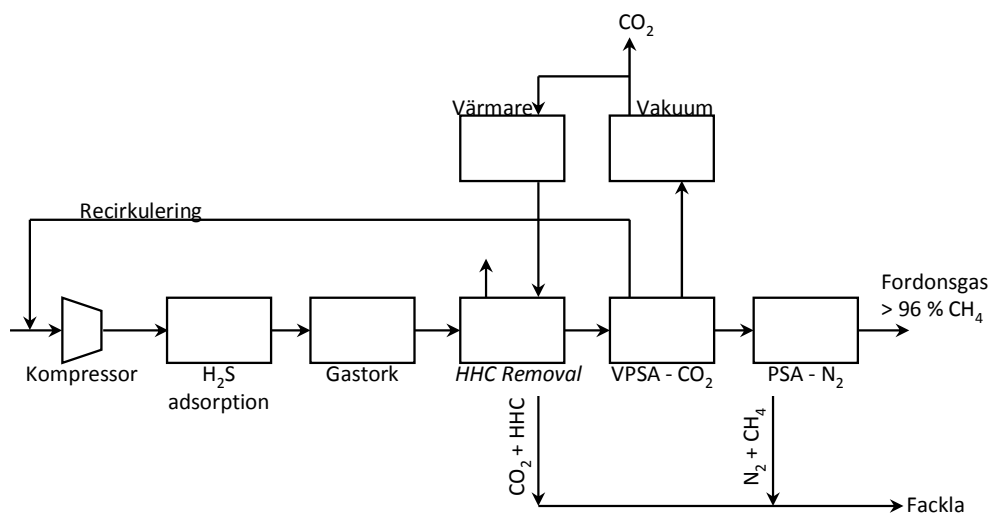 CO₂
Värmare
Vakuum
Recirkulering
Fordonsgas
> 96 % CH₄
Kompressor
H₂S
adsorption
Gastork
HHC Removal
VPSA - CO₂
PSA - N₂
CO₂ + HHC
N₂ + CH₄
Fackla